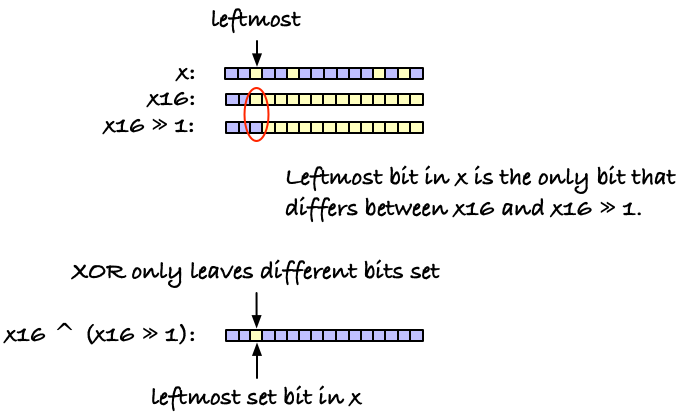 leftmost
x:
x16:
x16 >> 1:
Leftmost bit in x is the only bit that
differs between x16 and x16 >> 1.
XOR only leaves different bits set
x16 ^ (x16 >> 1):
leftmost set bit in x